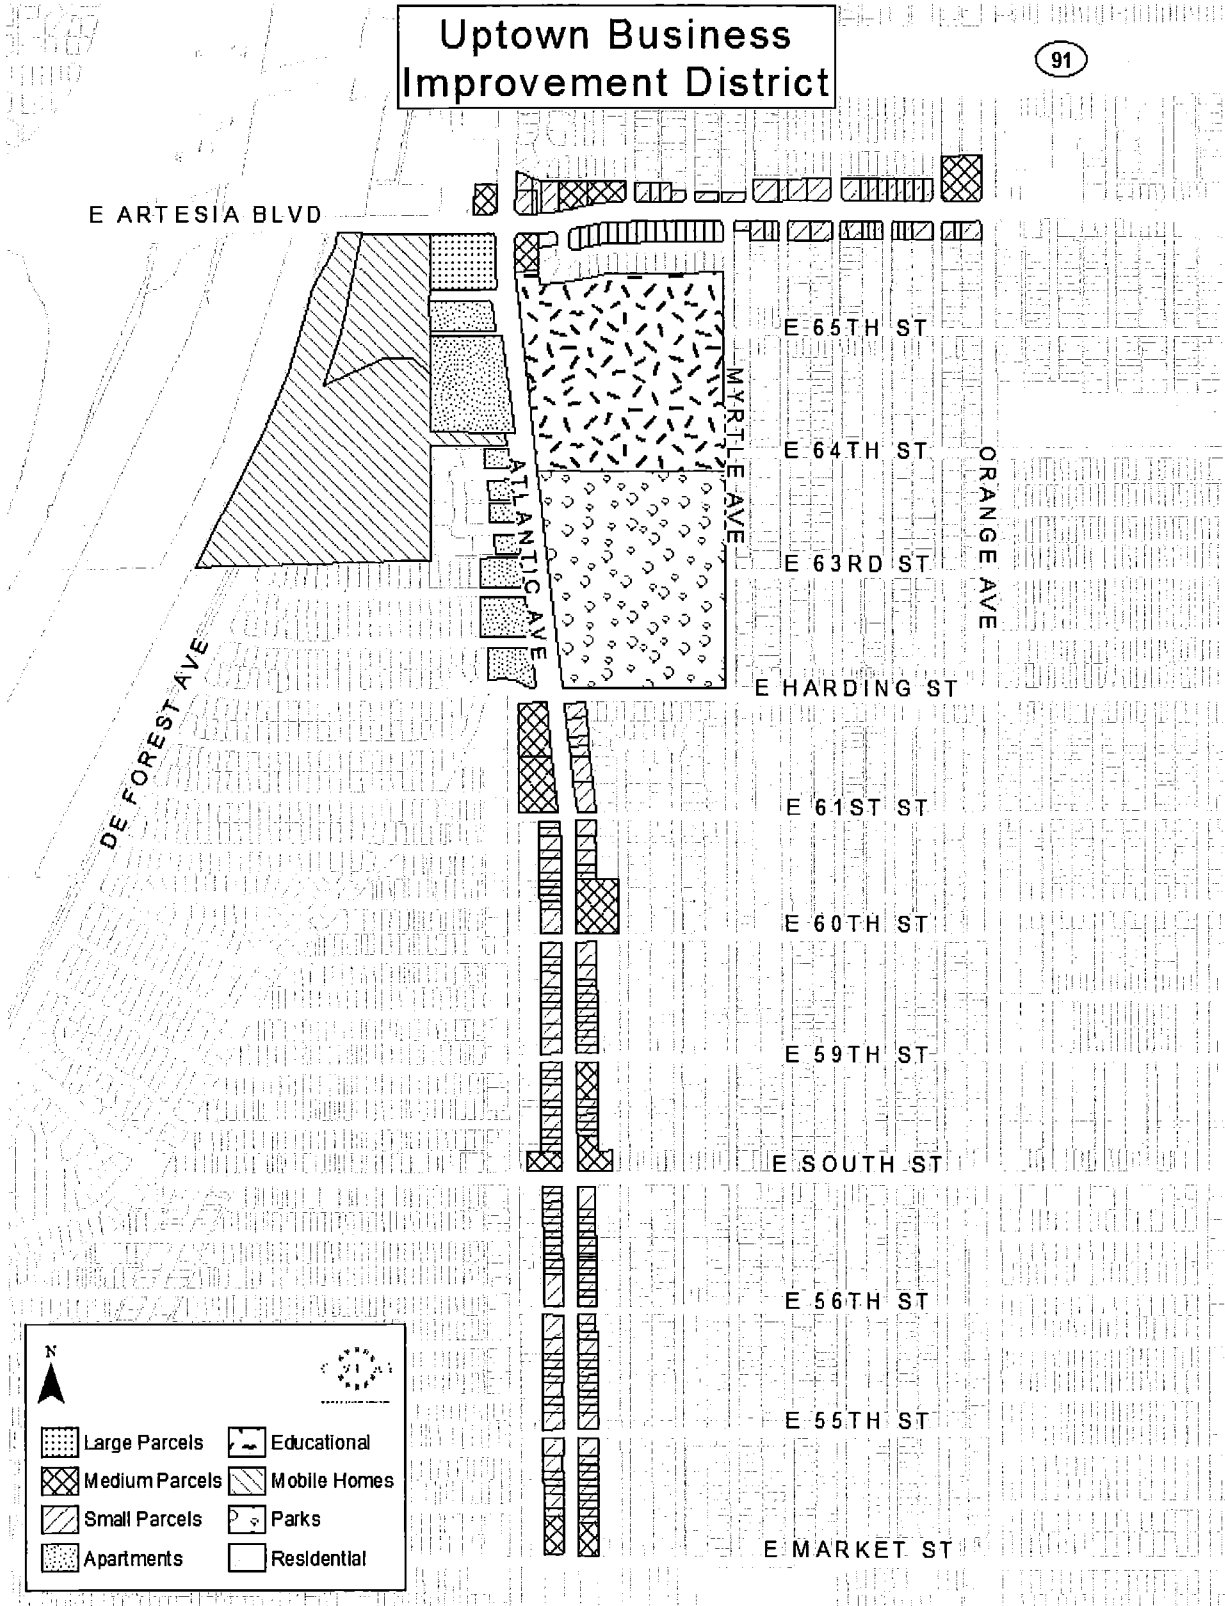 Uptown Business
Improvement District
91
E ARTESIA BLVD
E 65TH ST
MYRTLE AVE
E 64TH ST
ORANGE AVE
ATLANTIC AVE
E 63RD ST
DE FOREST AVE
E HARDING ST
E 61ST ST
E 60TH ST
E 59TH ST
E SOUTH ST
E 56TH ST
E 55TH ST
E MARKET ST
N
Large Parcels
Educational
Medium Parcels
Mobile Homes
Small Parcels
Parks
Apartments
Residential